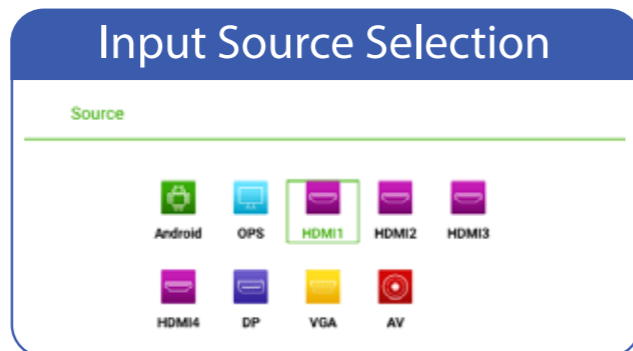 Input Source Selection
Source
Android OPS HDMI1 HDMI2 HDMI3
HDMI4 DP VGA AV